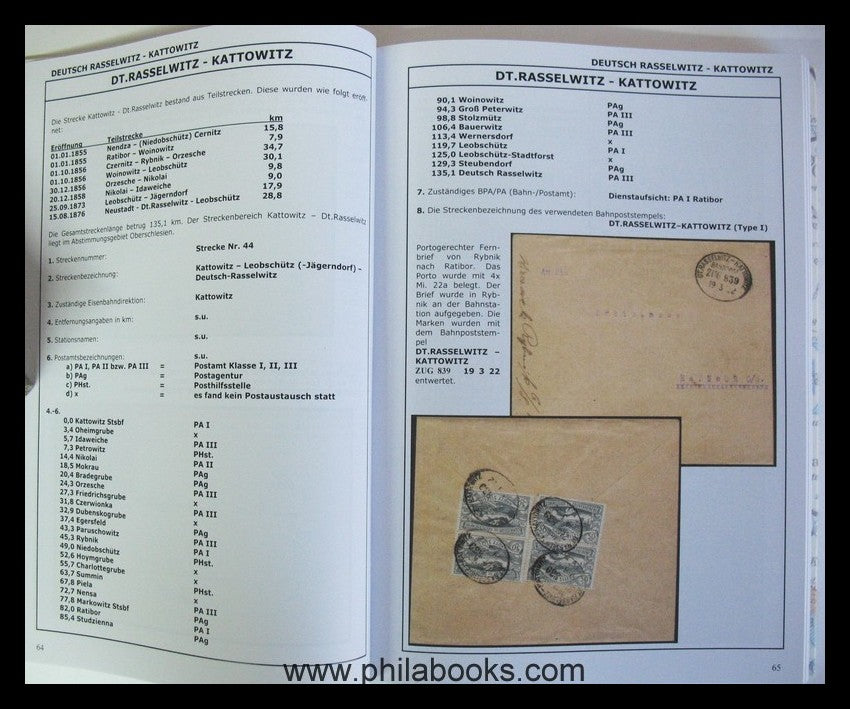 DEUTSCH RASSELWITZ - KATTOWITZ
DT.RASSELWITZ - KATTOWITZ
Die Strecke Kattowitz - Dt.Rasselwitz bestand aus Teilstrecken. Diese wurden wie folgt eröff-
net:
Eröffnung Teilstrecke km
01.01.1855 Nendza – (Niedobschütz) Cernitz 15,8
01.01.1855 Ratibor - Woinowitz 7,9
01.10.1856 Czernitz – Rybnik - Orzesche 34,7
01.10.1856 Woinowitz – Leobschütz 30,1
30.12.1856 Orzesche – Nikolai 9,8
20.12.1858 Nikolai – Idaweiche 9,0
25.09.1873 Leobschütz – Jägerndorf 17,9
15.08.1876 Neustadt - Dt.Rasselwitz - Leobschütz 28,8
Die Gesamtstreckenlänge betrug 135,1 km. Der Streckenbereich Kattowitz – Dt.Rasselwitz
liegt im Abstimmungsgebiet Oberschlesien.
1. Streckennummer: Strecke Nr. 44
2. Streckenbezeichnung: Kattowitz – Leobschütz (-Jägerndorf) -
Deutsch-Rasselwitz
3. Zuständige Eisenbahndirektion: Kattowitz
4. Entfernungsangaben in km: s.u.
5. Stationsnamen: s.u.
6. Postamtsbezeichnungen: s.u.
a) PA I, PA II bzw. PA III = Postamt Klasse I, II, III
b) PAg = Postagentur
c) PHst. = Posthilfsstelle
d) x = es fand kein Postaustausch statt
4.-6.
0,0 Kattowitz Stsbf PA I
3,4 Oheimgrube x
5,7 Idaweiche PA III
7,3 Petrowitz PHst.
14,4 Nikolai PA II
18,5 Mokrau PAg
20,4 Bradegrube PAg
24,3 Orzesche PA III
27,3 Friedrichsgrube x
31,8 Czerwionka PA III
32,9 Dubenskogrube x
37,4 Egersfeld PAg
43,3 Paruschowitz PA III
45,3 Rybnik PA I
49,0 Niedobschütz PHst.
52,6 Hoymgrube PAg
55,7 Charlottegrube x
63,7 Summin PHst.
67,8 Piela x
72,7 Nensa PA III
77,8 Markowitz Stsbf PAg
82,0 Ratibor PA I
85,4 Studzienna PAg
64
DEUTSCH RASSELWITZ - KATTOWITZ
DT.RASSELWITZ - KATTOWITZ
90,1 Woinowitz PAg
94,3 Groß Peterwitz PA III
98,8 Stolzmütz PAg
106,4 Bauerwitz PA III
113,4 Wernersdorf x
119,7 Leobschütz PA I
125,0 Leobschütz-Stadtforst x
129,3 Steubendorf PAg
135,1 Deutsch Rasselwitz PA III
7. Zuständiges BPA/PA (Bahn-/Postamt): Dienstaufsicht: PA I Ratibor
8. Die Streckenbezeichnung des verwendeten Bahnpoststempels:
DT.RASSELWITZ–KATTOWITZ (Type I)
Portogerechter Fern-
brief von Rybnik
nach Ratibor. Das
Porto wurde mit 4x
Mi. 22a belegt. Der
Brief wurde in Ryb-
nik an der Bahnsta-
tion aufgegeben. Die
Marken wurden mit
dem Bahnpoststem-
pel
DT.RASSELWITZ –
KATTOWITZ
ZUG 839 19 3 22
entwertet.
DT.RASSELWITZ-KATTOWITZ
Bahnpost
ZUG 839
19 3 22
65
www.philabooks.com